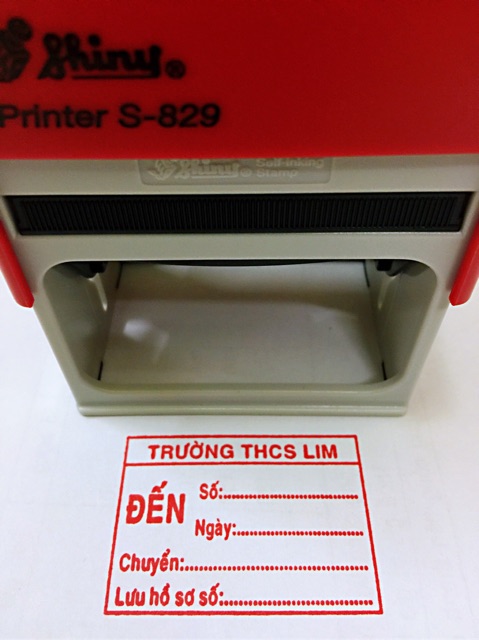 Shiny®
Printer S-829
Shiny® Self-inking
Stamp
TRƯỜNG THCS LIM
ĐẾN
Số:
Ngày:
Chuyển:
Lưu hồ sơ số: